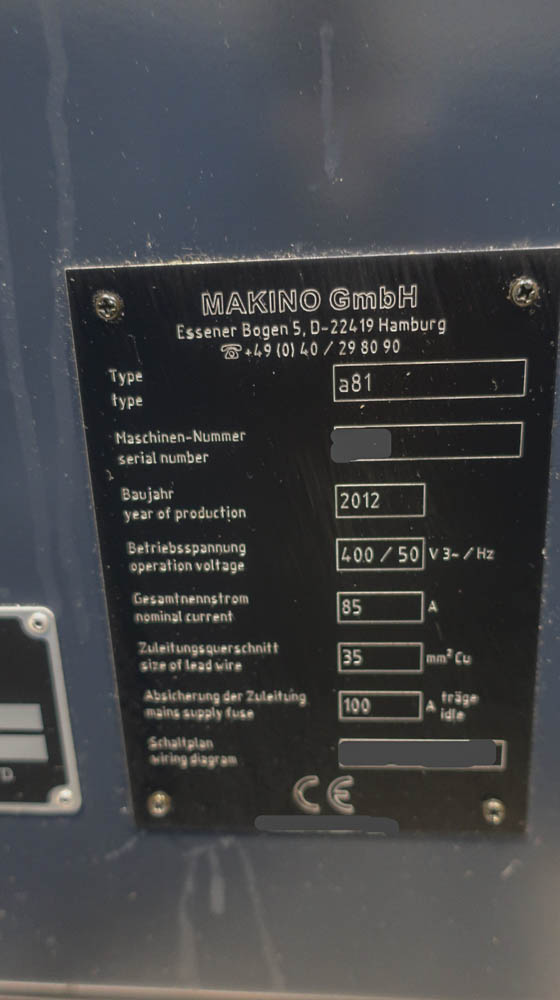 MAKINO GmbH
Essener Bogen 5, D-22419 Hamburg
☏ +49 (0) 40 / 29 80 90
Type
type
a81
Maschinen-Nummer
serial number
Baujahr
year of production
2012
Betriebsspannung
operation voltage
400 / 50 V 3~ / Hz
Gesamtnennstrom
nominal current
85 A
Zuleitungsquerschnitt
size of lead wire
35 mm² Cu
Absicherung der Zuleitung
mains supply fuse
100 A träge
idle
Schaltplan
wiring diagram
CE